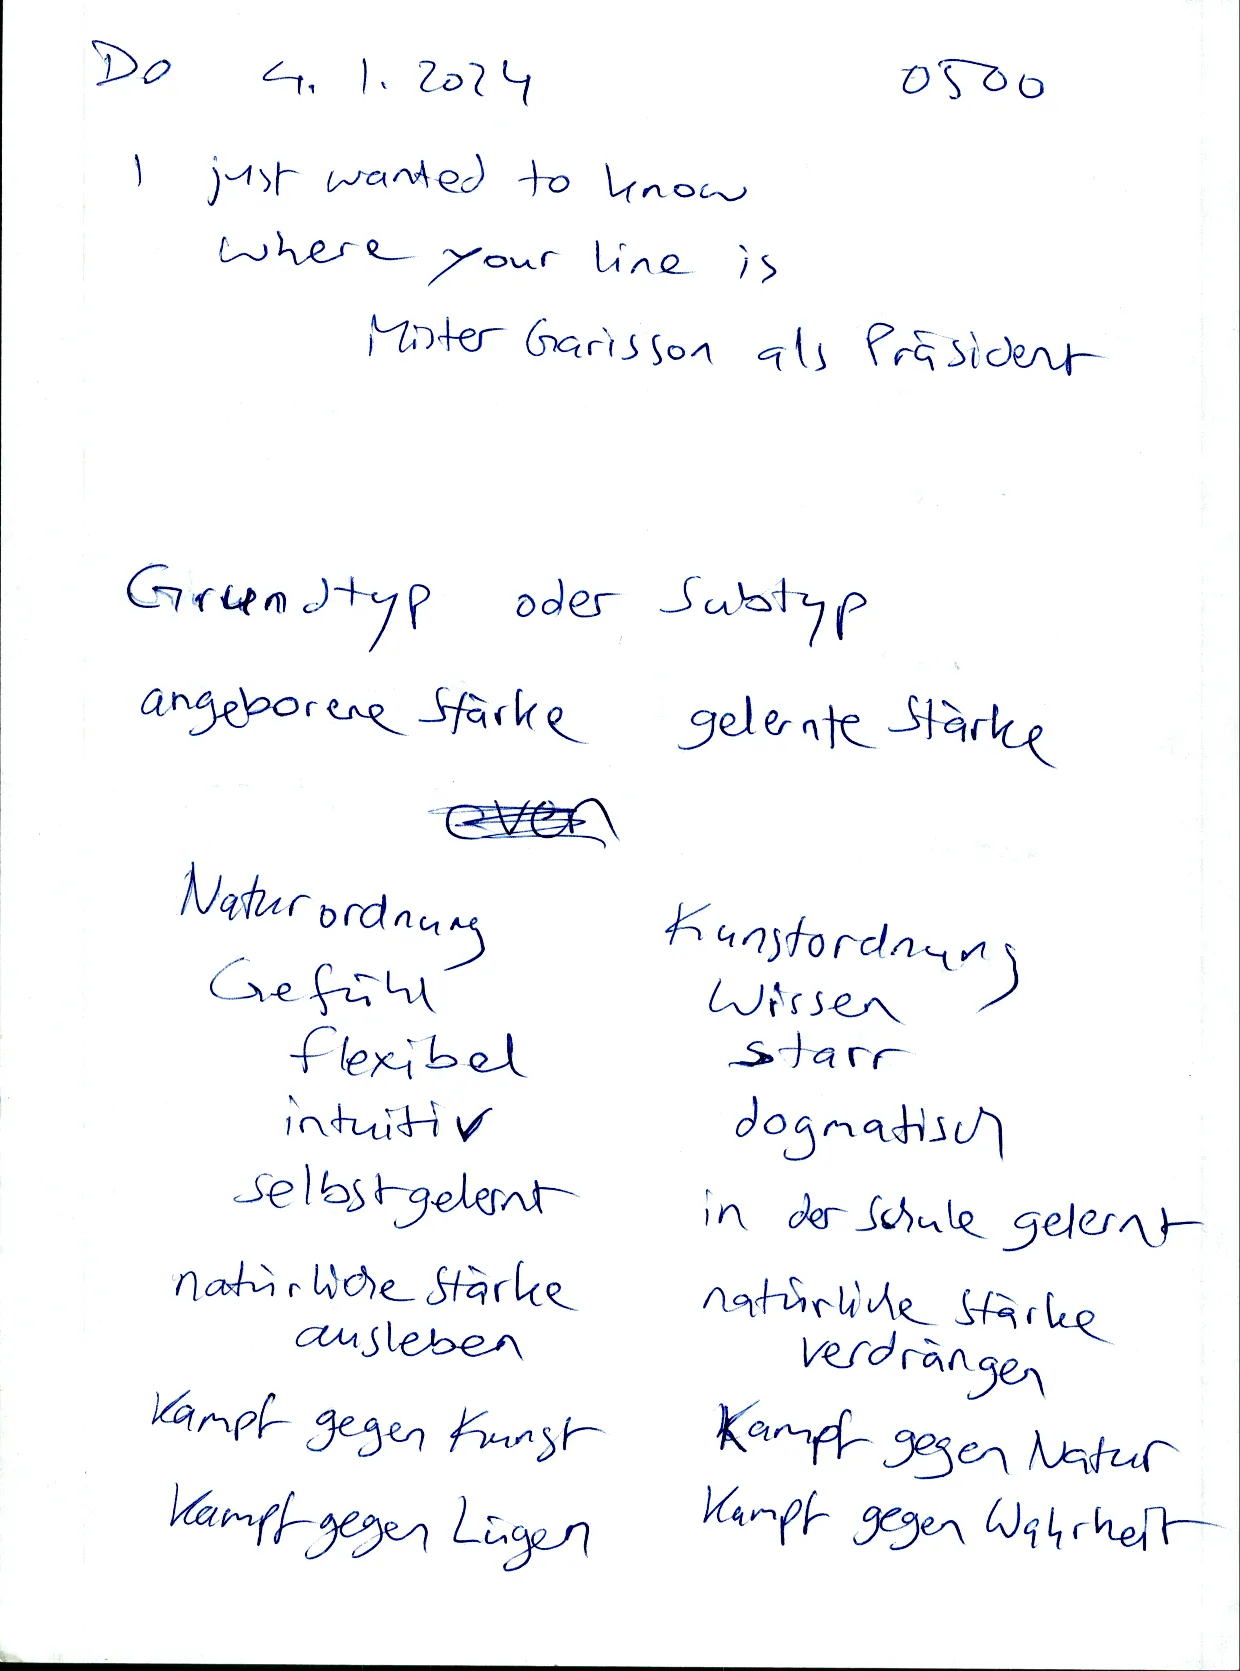 Do 4. 1. 2024 0500
I just wanted to know
where your line is
Mister Garisson als Präsident
Grundtyp oder Subtyp
angeborene Stärke gelernte Stärke
Naturordnung Kunstordnung
Gefühl Wissen
flexibel starr
intuitiv dogmatisch
selbstgelernt in der Schule gelernt
natürliche Stärke natürliche Stärke
ausleben verdrängen
Kampf gegen Kunst Kampf gegen Natur
Kampf gegen Lügen Kampf gegen Wahrheit